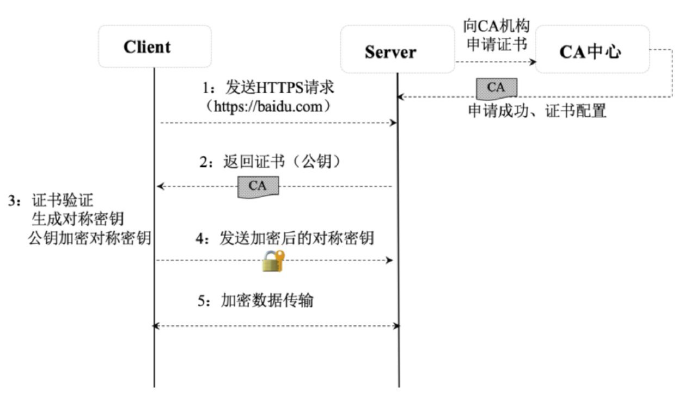 Client
Server
向CA机构
申请证书
CA中心
CA
申请成功、证书配置
1：发送HTTPS请求
（https://baidu.com）
2：返回证书（公钥）
CA
3：证书验证
生成对称密钥
公钥加密对称密钥
4：发送加密后的对称密钥
5：加密数据传输